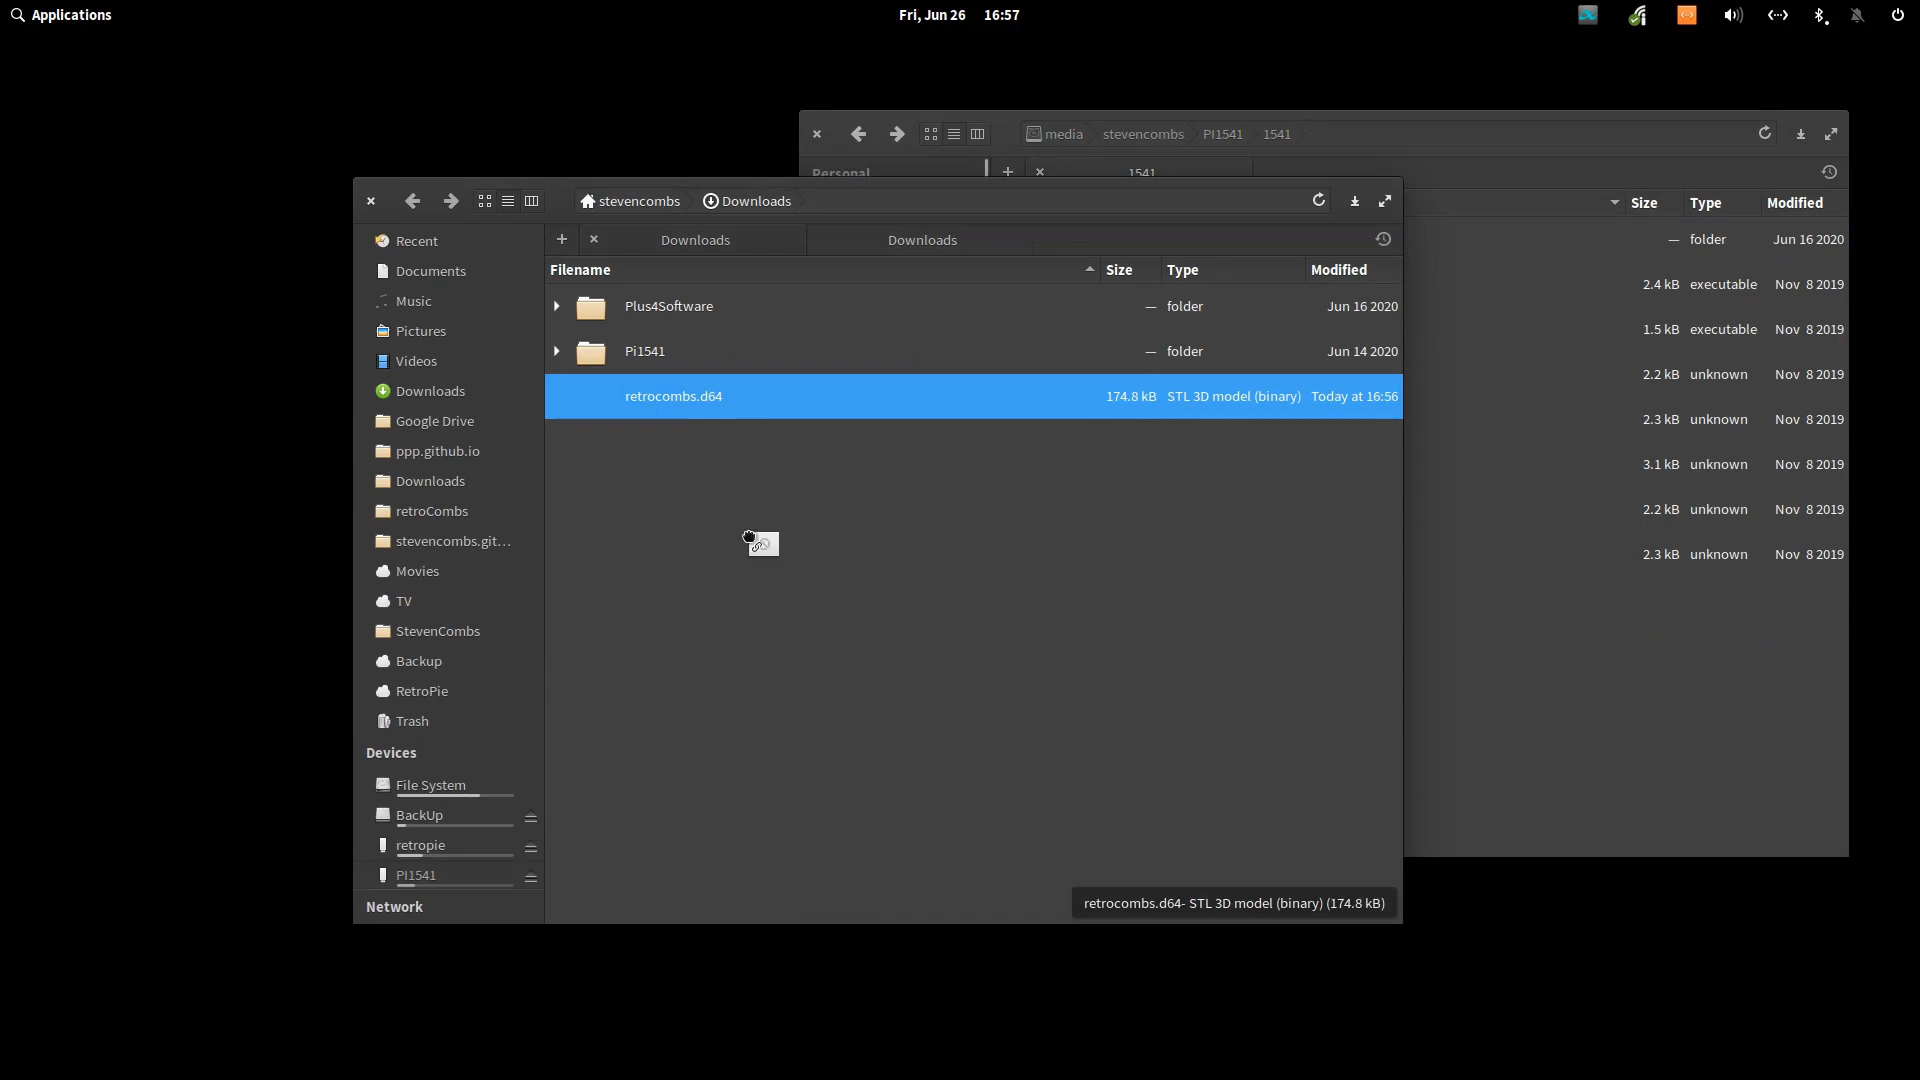 Applications
Fri, Jun 26 16:57
media stevencombs PI1541 1541
Personal
1541
stevencombs Downloads
Size Type Modified
Downloads Downloads
— folder Jun 16 2020
2.4 kB executable Nov 8 2019
1.5 kB executable Nov 8 2019
2.2 kB unknown Nov 8 2019
2.3 kB unknown Nov 8 2019
3.1 kB unknown Nov 8 2019
2.2 kB unknown Nov 8 2019
2.3 kB unknown Nov 8 2019
Filename Size Type Modified
Plus4Software — folder Jun 16 2020
Pi1541 — folder Jun 14 2020
retrocombs.d64 174.8 kB STL 3D model (binary) Today at 16:56
Recent
Documents
Music
Pictures
Videos
Downloads
Google Drive
ppp.github.io
Downloads
retroCombs
stevencombs.git…
Movies
TV
StevenCombs
Backup
RetroPie
Trash
Devices
File System
BackUp
retropie
PI1541
Network
retrocombs.d64- STL 3D model (binary) (174.8 kB)